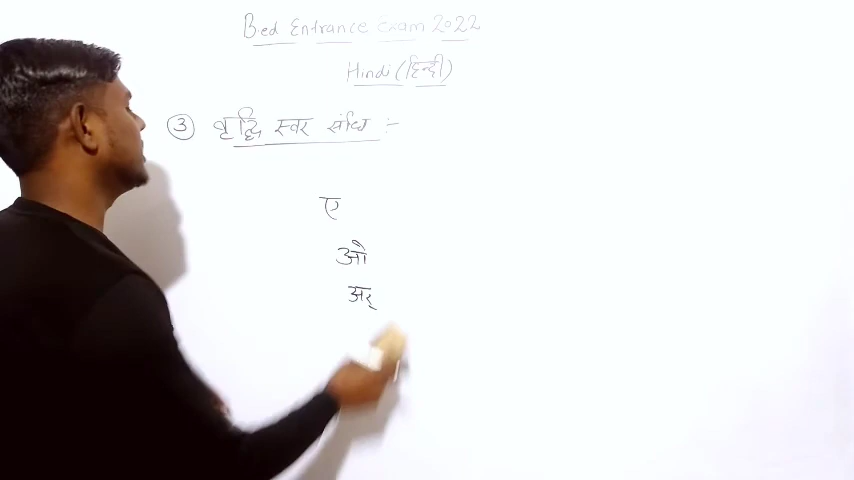 Bed Entrance Exam 2022
Hindi (हिन्दी)
③ वृद्धि स्वर संधि :-
ए
औ
अर्